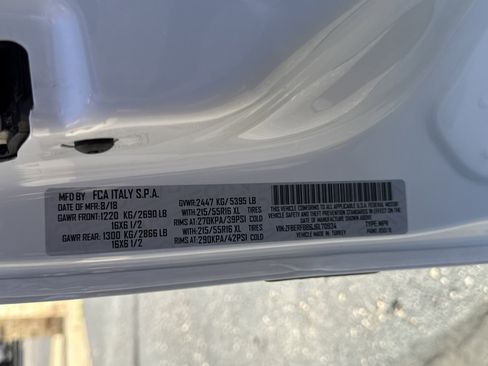 MFD BY FCA ITALY S.P.A.
DATE OF MFR: 8/18 GVWR: 2447 KG/ 5395 LB
GAWR FRONT: 1220 KG/2690 LB WITH 215/55R16 XL TIRES
16X6 1/2 RIMS AT: 270KPA/39PSI COLD
GAWR REAR: 1300 KG/2866 LB WITH 215/55R16 XL TIRES
16X6 1/2 RIMS AT: 290KPA/42PSI COLD
THIS VEHICLE CONFORMS TO ALL APPLICABLE U.S.A. FEDERAL MOTOR
VEHICLE SAFETY STANDARDS IN EFFECT ON THE
DATE OF MANUFACTURE SHOWN ABOVE.
TYPE: MPV
VEHICLE MADE IN: TURKEY